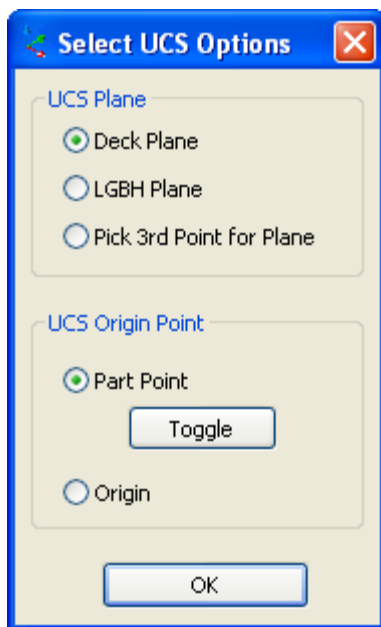 Select UCS Options
UCS Plane
Deck Plane
LGBH Plane
Pick 3rd Point for Plane
UCS Origin Point
Part Point
Toggle
Origin
OK